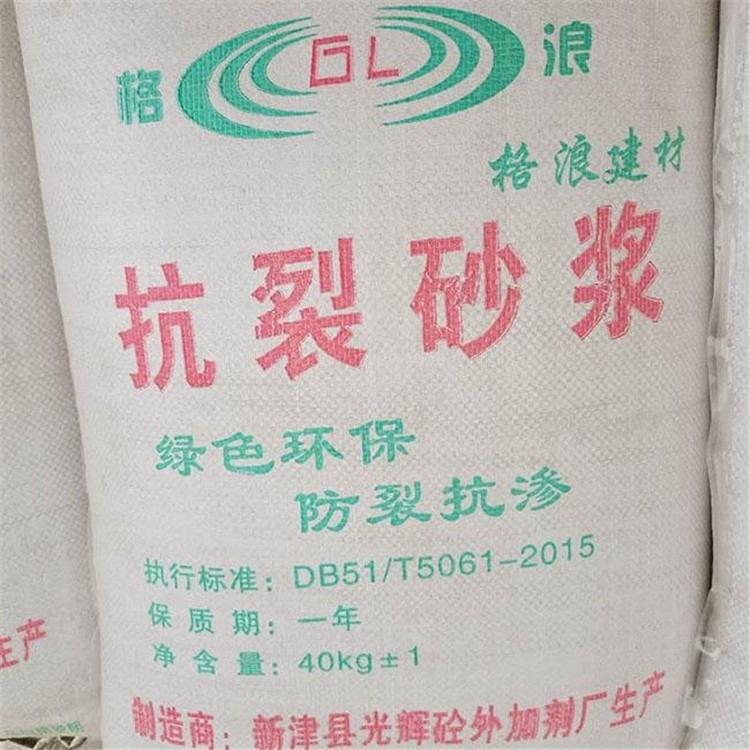 格 GL 浪
格浪建材
抗裂砂浆
绿色环保
防裂抗渗
执行标准：DB51/T5061-2015
保质期：一年
净含量：40kg±1
制造商：新津县光辉砼外加剂厂生产
生产